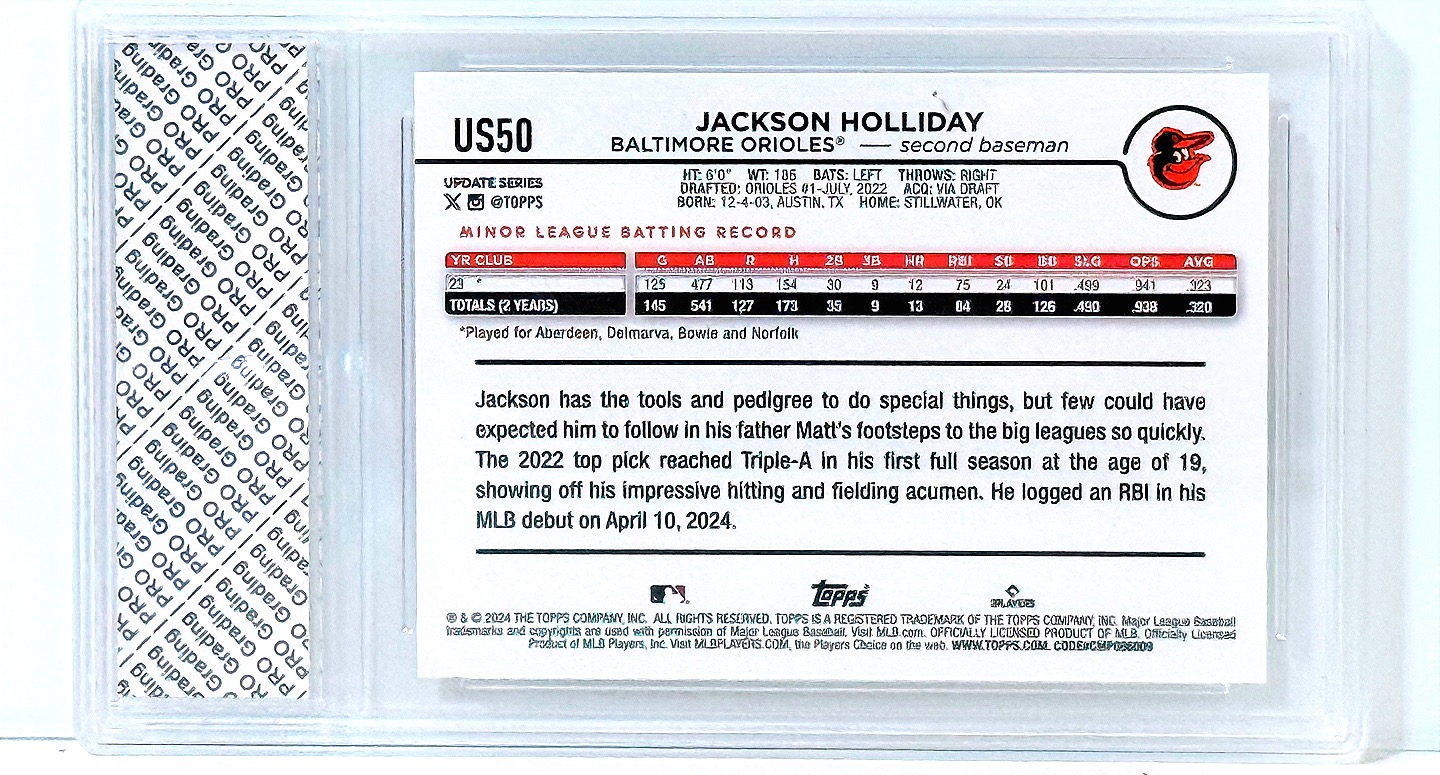 PRO Grading
US50
JACKSON HOLLIDAY
BALTIMORE ORIOLES® — second baseman
UPDATE SERIES
@TOPPS
HT: 6'0" WT: 185 BATS: LEFT THROWS: RIGHT
DRAFTED: ORIOLES #1-JULY, 2022 ACQ: VIA DRAFT
BORN: 12-4-03, AUSTIN, TX HOME: STILLWATER, OK
MINOR LEAGUE BATTING RECORD
YR CLUB G AB R H 2B 3B HR RBI SB BB SLG OPS AVG
23 * 125 477 113 154 30 9 12 75 24 101 .499 .941 .323
TOTALS (2 YEARS) 145 541 127 173 35 9 13 84 28 126 .490 .938 .320
*Played for Aberdeen, Delmarva, Bowie and Norfolk
Jackson has the tools and pedigree to do special things, but few could have
expected him to follow in his father Matt's footsteps to the big leagues so quickly.
The 2022 top pick reached Triple-A in his first full season at the age of 19,
showing off his impressive hitting and fielding acumen. He logged an RBI in his
MLB debut on April 10, 2024.
Topps
PLAYERS
® & © 2024 THE TOPPS COMPANY, INC. ALL RIGHTS RESERVED. TOPPS IS A REGISTERED TRADEMARK OF THE TOPPS COMPANY, INC. Major League Baseball
trademarks and copyrights are used with permission of Major League Baseball. Visit MLB.com. OFFICIALLY LICENSED PRODUCT OF MLB. Officially Licensed
Product of MLB Players, Inc. Visit MLBPLAYERS.COM, the Players Choice on the web. WWW.TOPPS.COM